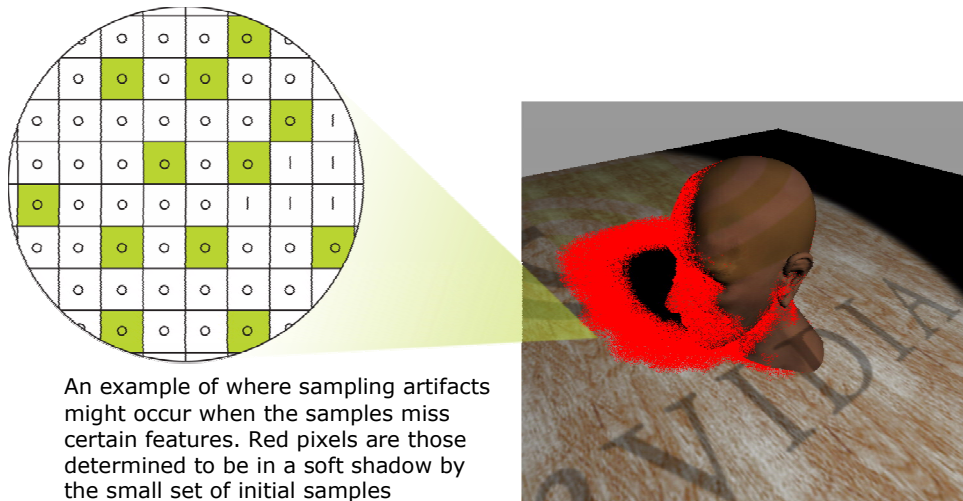 An example of where sampling artifacts
might occur when the samples miss
certain features. Red pixels are those
determined to be in a soft shadow by
the small set of initial samples
VIDIA